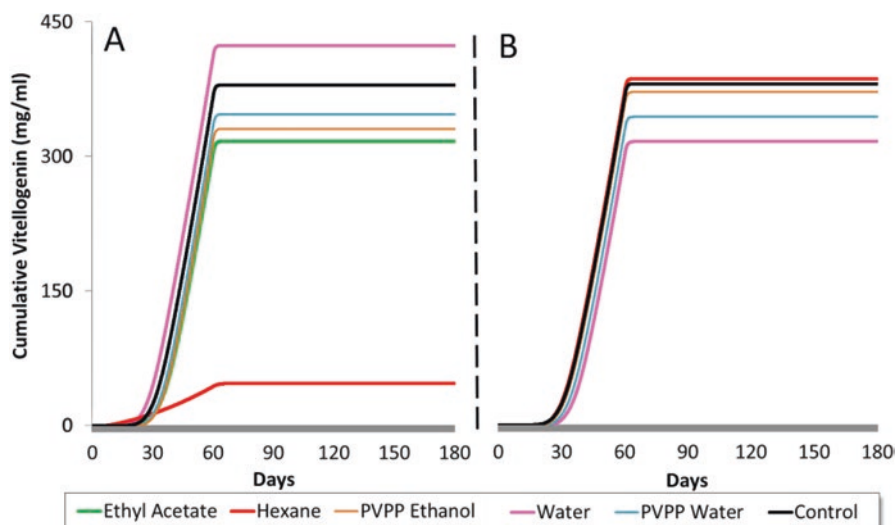 450
A
B
300
150
0
Cumulative Vitellogenin (mg/ml)
0 30 60 90 120 150 180
0 30 60 90 120 150 180
Days
Days
Ethyl Acetate Hexane PVPP Ethanol Water PVPP Water Control